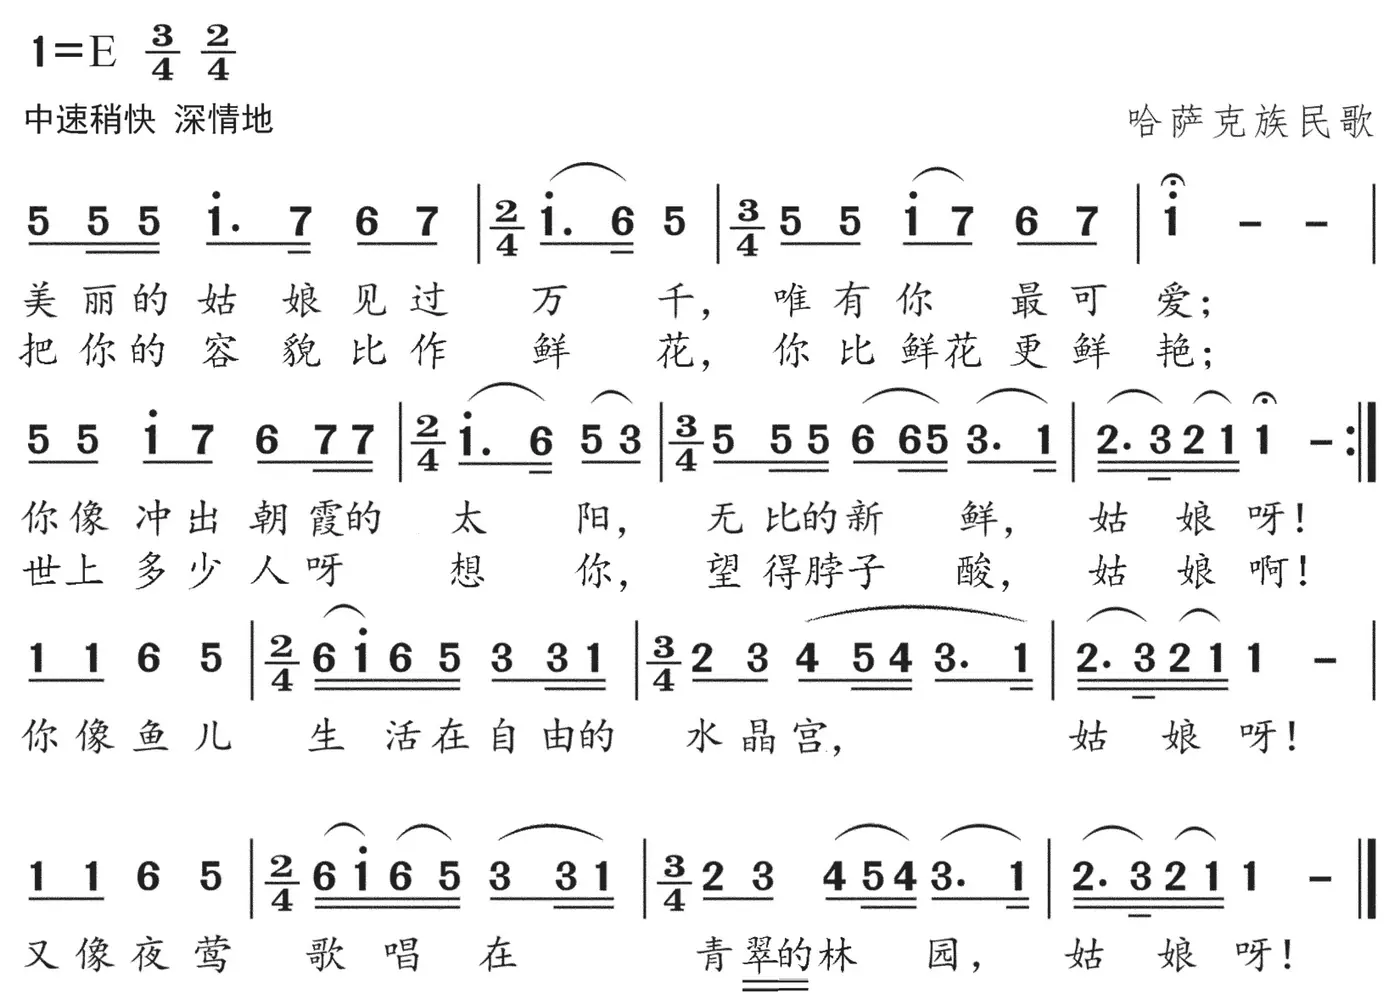 1=E 3/4 2/4
中速稍快 深情地 哈萨克族民歌
5 5 5 i. 7 6 7 | 2/4 i. 6 5 | 3/4 5 5 i 7 6 7 | i - - |
美丽的姑娘见过万千，唯有你最可爱；
把你的容貌比作鲜花，你比鲜花更鲜艳；
5 5 i 7 6 7 7 | 2/4 i. 6 5 3 | 3/4 5 5 5 6 6 5 3. 1 | 2. 3 2 1 1 - :|
你像冲出朝霞的太阳，无比的新鲜，姑娘呀！
世上多少人呀想你，望得脖子酸，姑娘啊！
1 1 6 5 | 2/4 6 i 6 5 3 3 1 | 3/4 2 3 4 5 4 3. 1 | 2. 3 2 1 1 - |
你像鱼儿生活在自由的水晶宫，姑娘呀！
1 1 6 5 | 2/4 6 i 6 5 3 3 1 | 3/4 2 3 4 5 4 3. 1 | 2. 3 2 1 1 - ‖
又像夜莺歌唱在青翠的林园，姑娘呀！